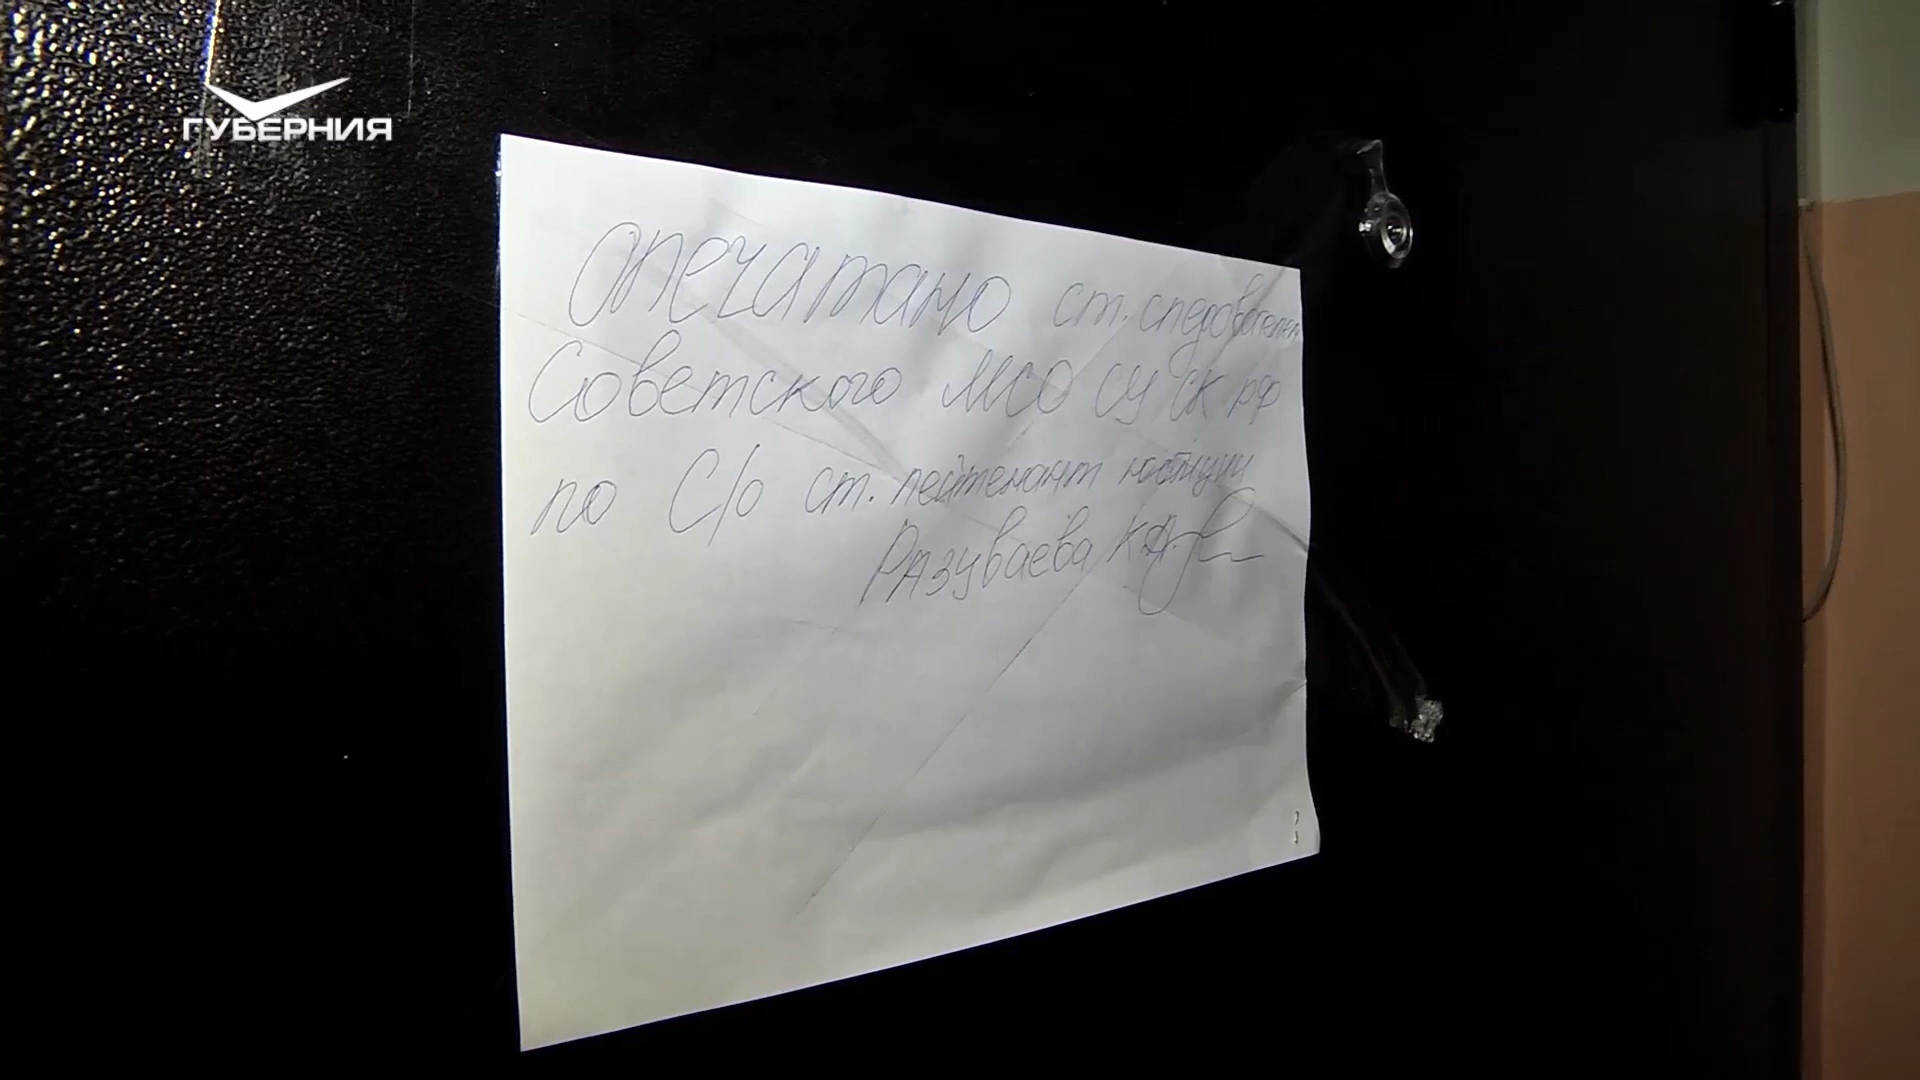 ГУБЕРНИЯ
Опечатано ст. следователем
Советского МСО СУ СК РФ
по С/о ст. лейтенант юстиции
Разуваева К.А.